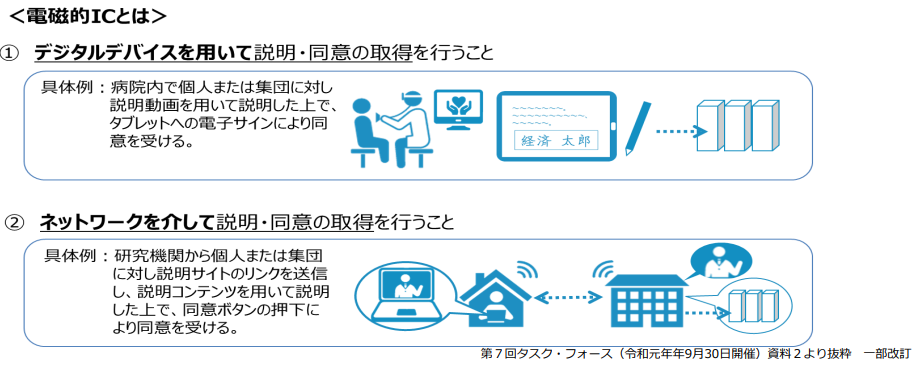 ＜電磁的ICとは＞
① デジタルデバイスを用いて説明・同意の取得を行うこと
具体例：病院内で個人または集団に対し
説明動画を用いて説明した上で、
タブレットへの電子サインにより同
意を受ける。
経済 太郎
② ネットワークを介して説明・同意の取得を行うこと
具体例：研究機関から個人または集団
に対し説明サイトのリンクを送信
し、説明コンテンツを用いて説明
した上で、同意ボタンの押下に
より同意を受ける。
第７回タスク・フォース（令和元年年9月30日開催）資料２より抜粋　一部改訂